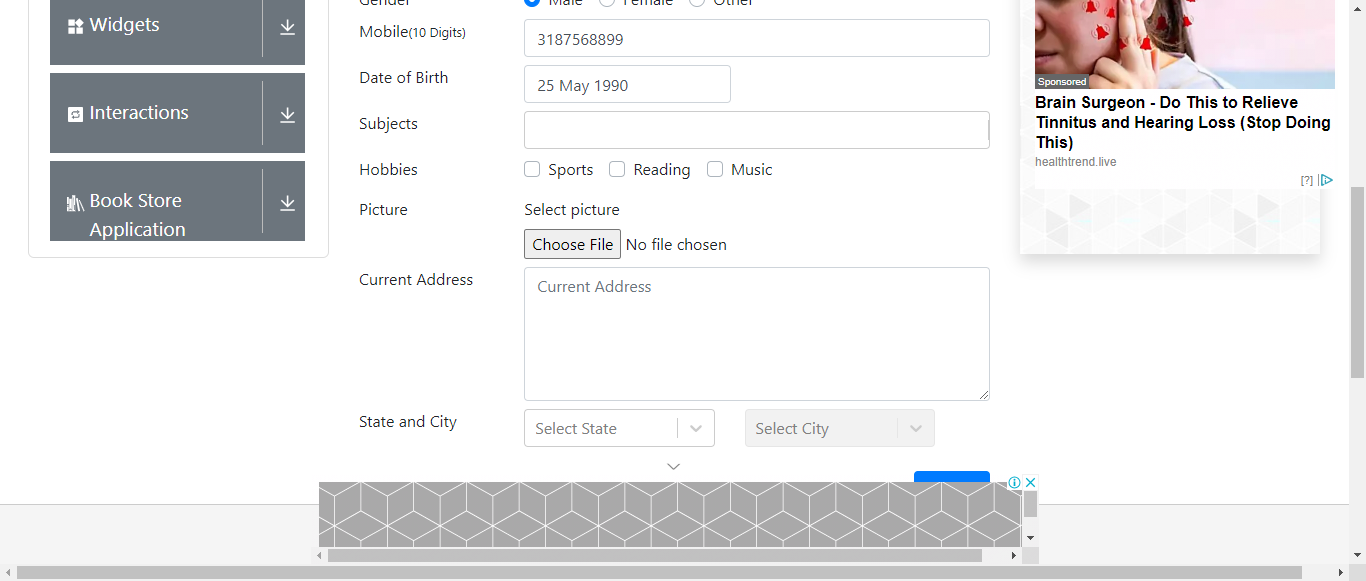 Widgets
Interactions
Book Store
Application
Gender
Male Female Other
Mobile(10 Digits)
3187568899
Date of Birth
25 May 1990
Subjects
Hobbies
Sports Reading Music
Picture
Select picture
Choose File No file chosen
Current Address
Current Address
State and City
Select State
Select City
Sponsored
Brain Surgeon - Do This to Relieve
Tinnitus and Hearing Loss (Stop Doing
This)
healthtrend.live
[?]